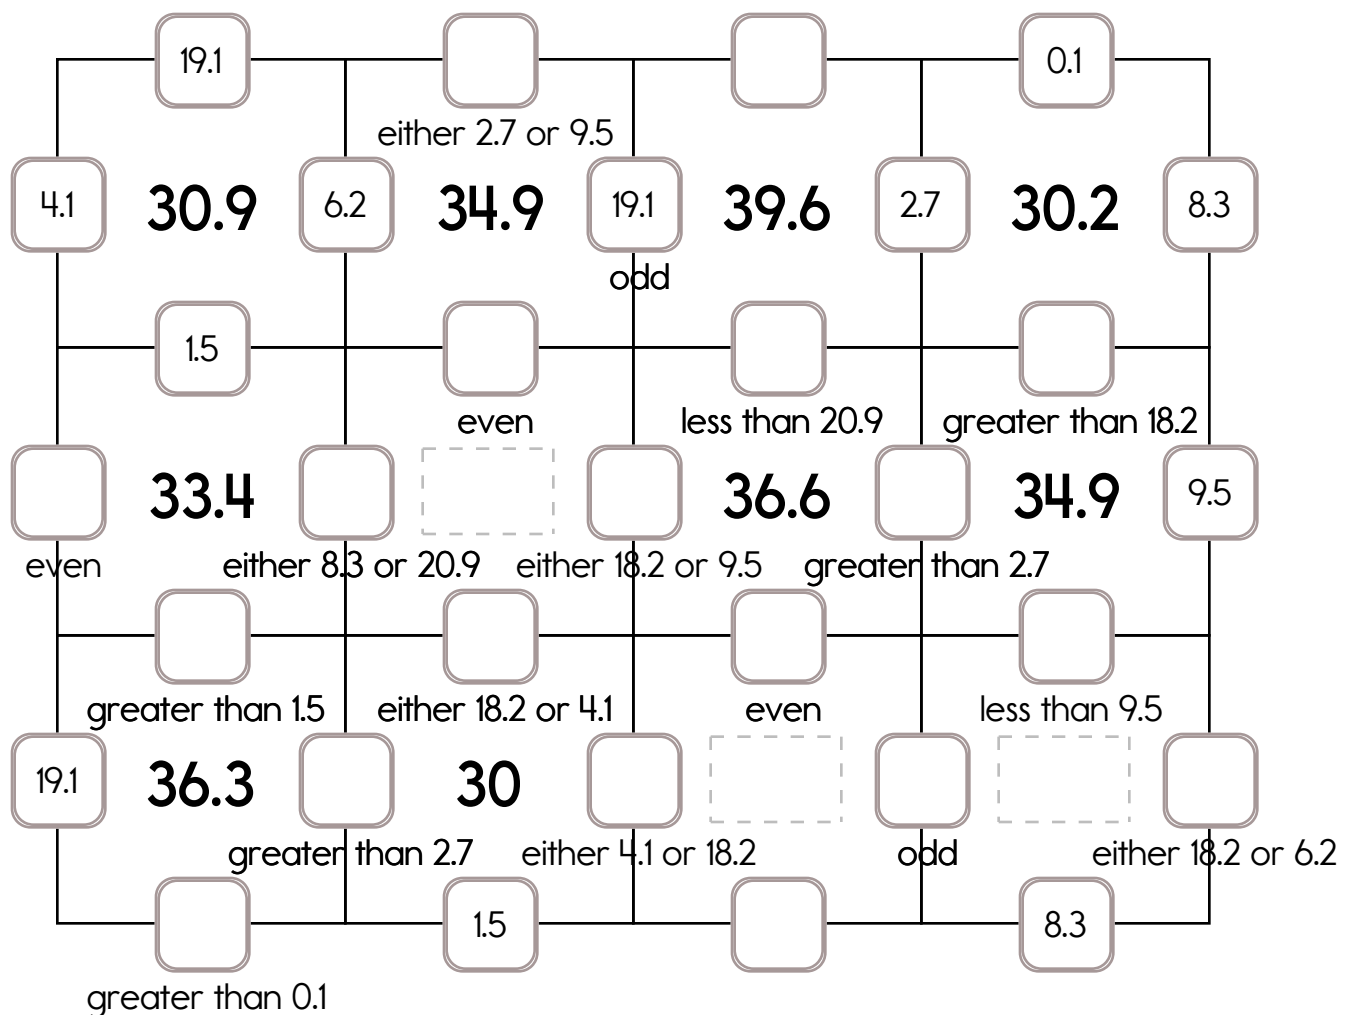 19.1 0.1
either 2.7 or 9.5
4.1 30.9 6.2 34.9 19.1 39.6 2.7 30.2 8.3
odd
1.5
even less than 20.9 greater than 18.2
33.4 36.6 34.9 9.5
even either 8.3 or 20.9 either 18.2 or 9.5 greater than 2.7
greater than 1.5 either 18.2 or 4.1 even less than 9.5
19.1 36.3 30
greater than 2.7 either 4.1 or 18.2 odd either 18.2 or 6.2
1.5 8.3
greater than 0.1